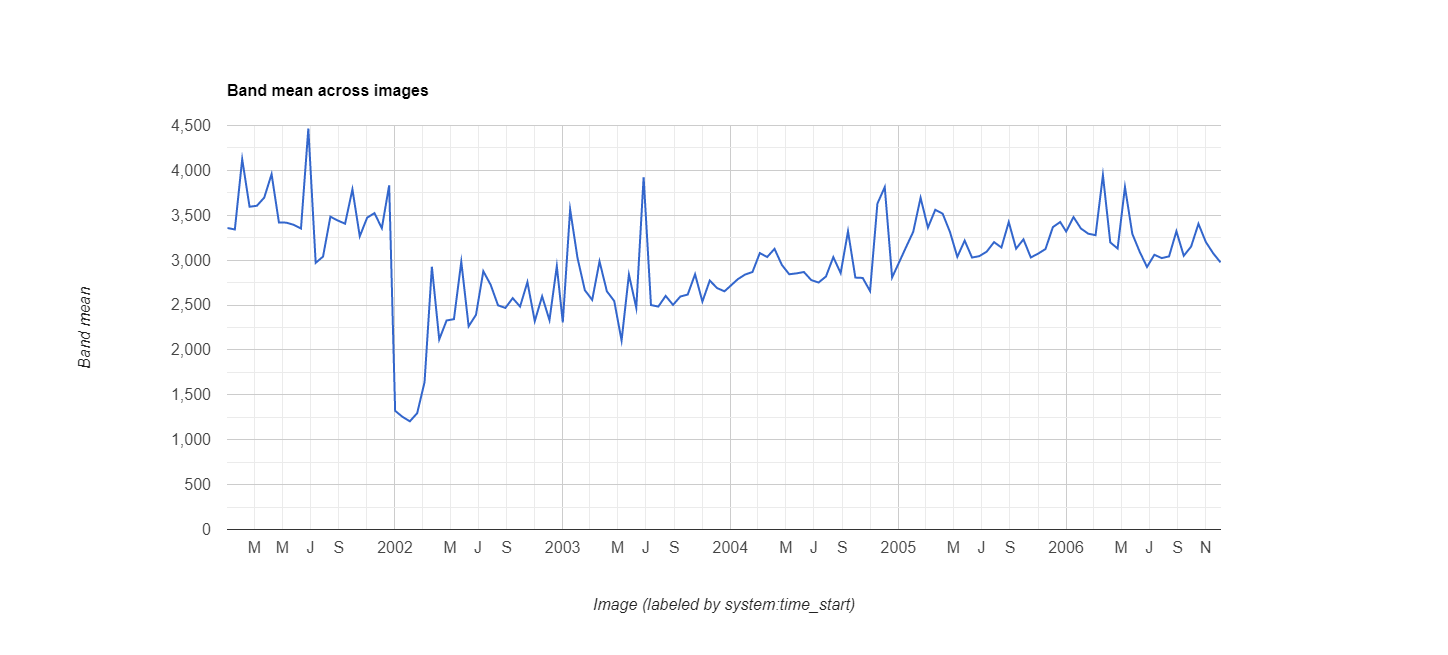 Band mean across images
4,500
4,000
3,500
3,000
2,500
2,000
1,500
1,000
500
0
Band mean
M M J S 2002 M J S 2003 M J S 2004 M J S 2005 M J S 2006 M J S N
Image (labeled by system:time_start)